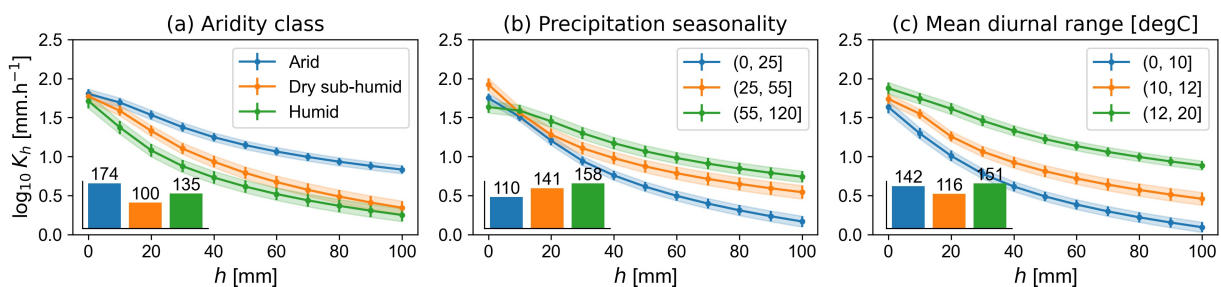 (a) Aridity class
log10 Kh [mm.h−1]
2.5
2.0
1.5
1.0
0.5
0.0
Arid
Dry sub-humid
Humid
174
100
135
0 20 40 60 80 100
h [mm]
(b) Precipitation seasonality
2.5
2.0
1.5
1.0
0.5
0.0
(0, 25]
(25, 55]
(55, 120]
110
141
158
0 20 40 60 80 100
h [mm]
(c) Mean diurnal range [degC]
2.5
2.0
1.5
1.0
0.5
0.0
(0, 10]
(10, 12]
(12, 20]
142
116
151
0 20 40 60 80 100
h [mm]